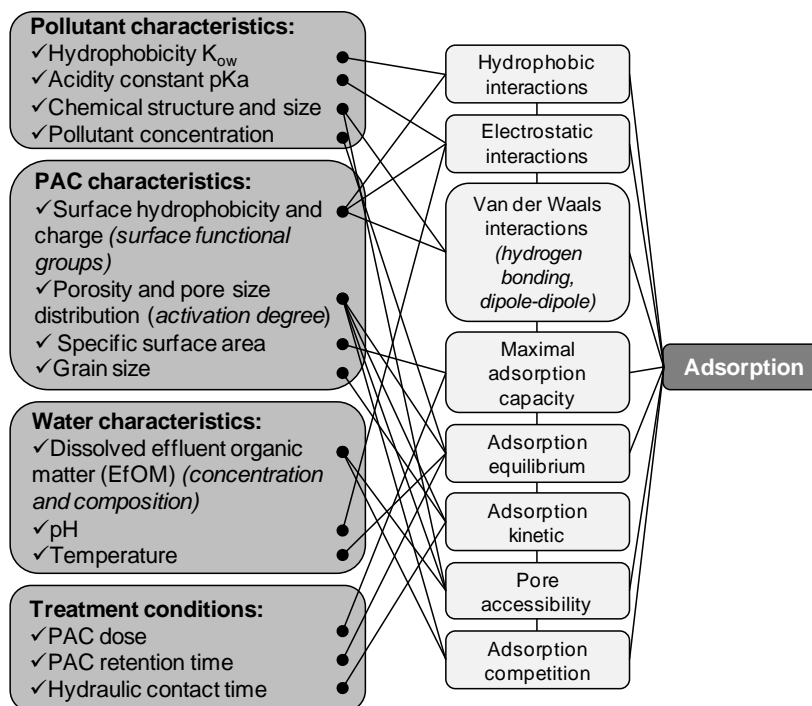 Pollutant characteristics:
✓Hydrophobicity Kow
✓Acidity constant pKa
✓Chemical structure and size
✓Pollutant concentration
PAC characteristics:
✓Surface hydrophobicity and
charge (surface functional
groups)
✓Porosity and pore size
distribution (activation degree)
✓Specific surface area
✓Grain size
Water characteristics:
✓Dissolved effluent organic
matter (EfOM) (concentration
and composition)
✓pH
✓Temperature
Treatment conditions:
✓PAC dose
✓PAC retention time
✓Hydraulic contact time
Hydrophobic
interactions
Electrostatic
interactions
Van der Waals
interactions
(hydrogen
bonding,
dipole-dipole)
Maximal
adsorption
capacity
Adsorption
equilibrium
Adsorption
kinetic
Pore
accessibility
Adsorption
competition
Adsorption